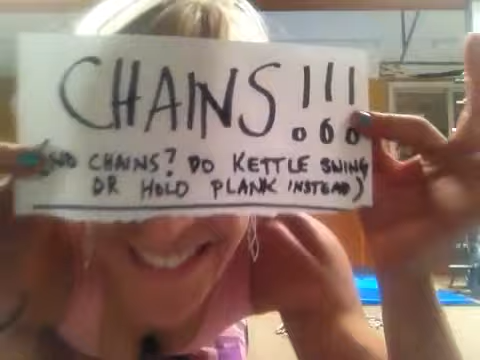 CHAINS!!!
(NO CHAINS? DO KETTLE SWING
OR HOLD PLANK INSTEAD)